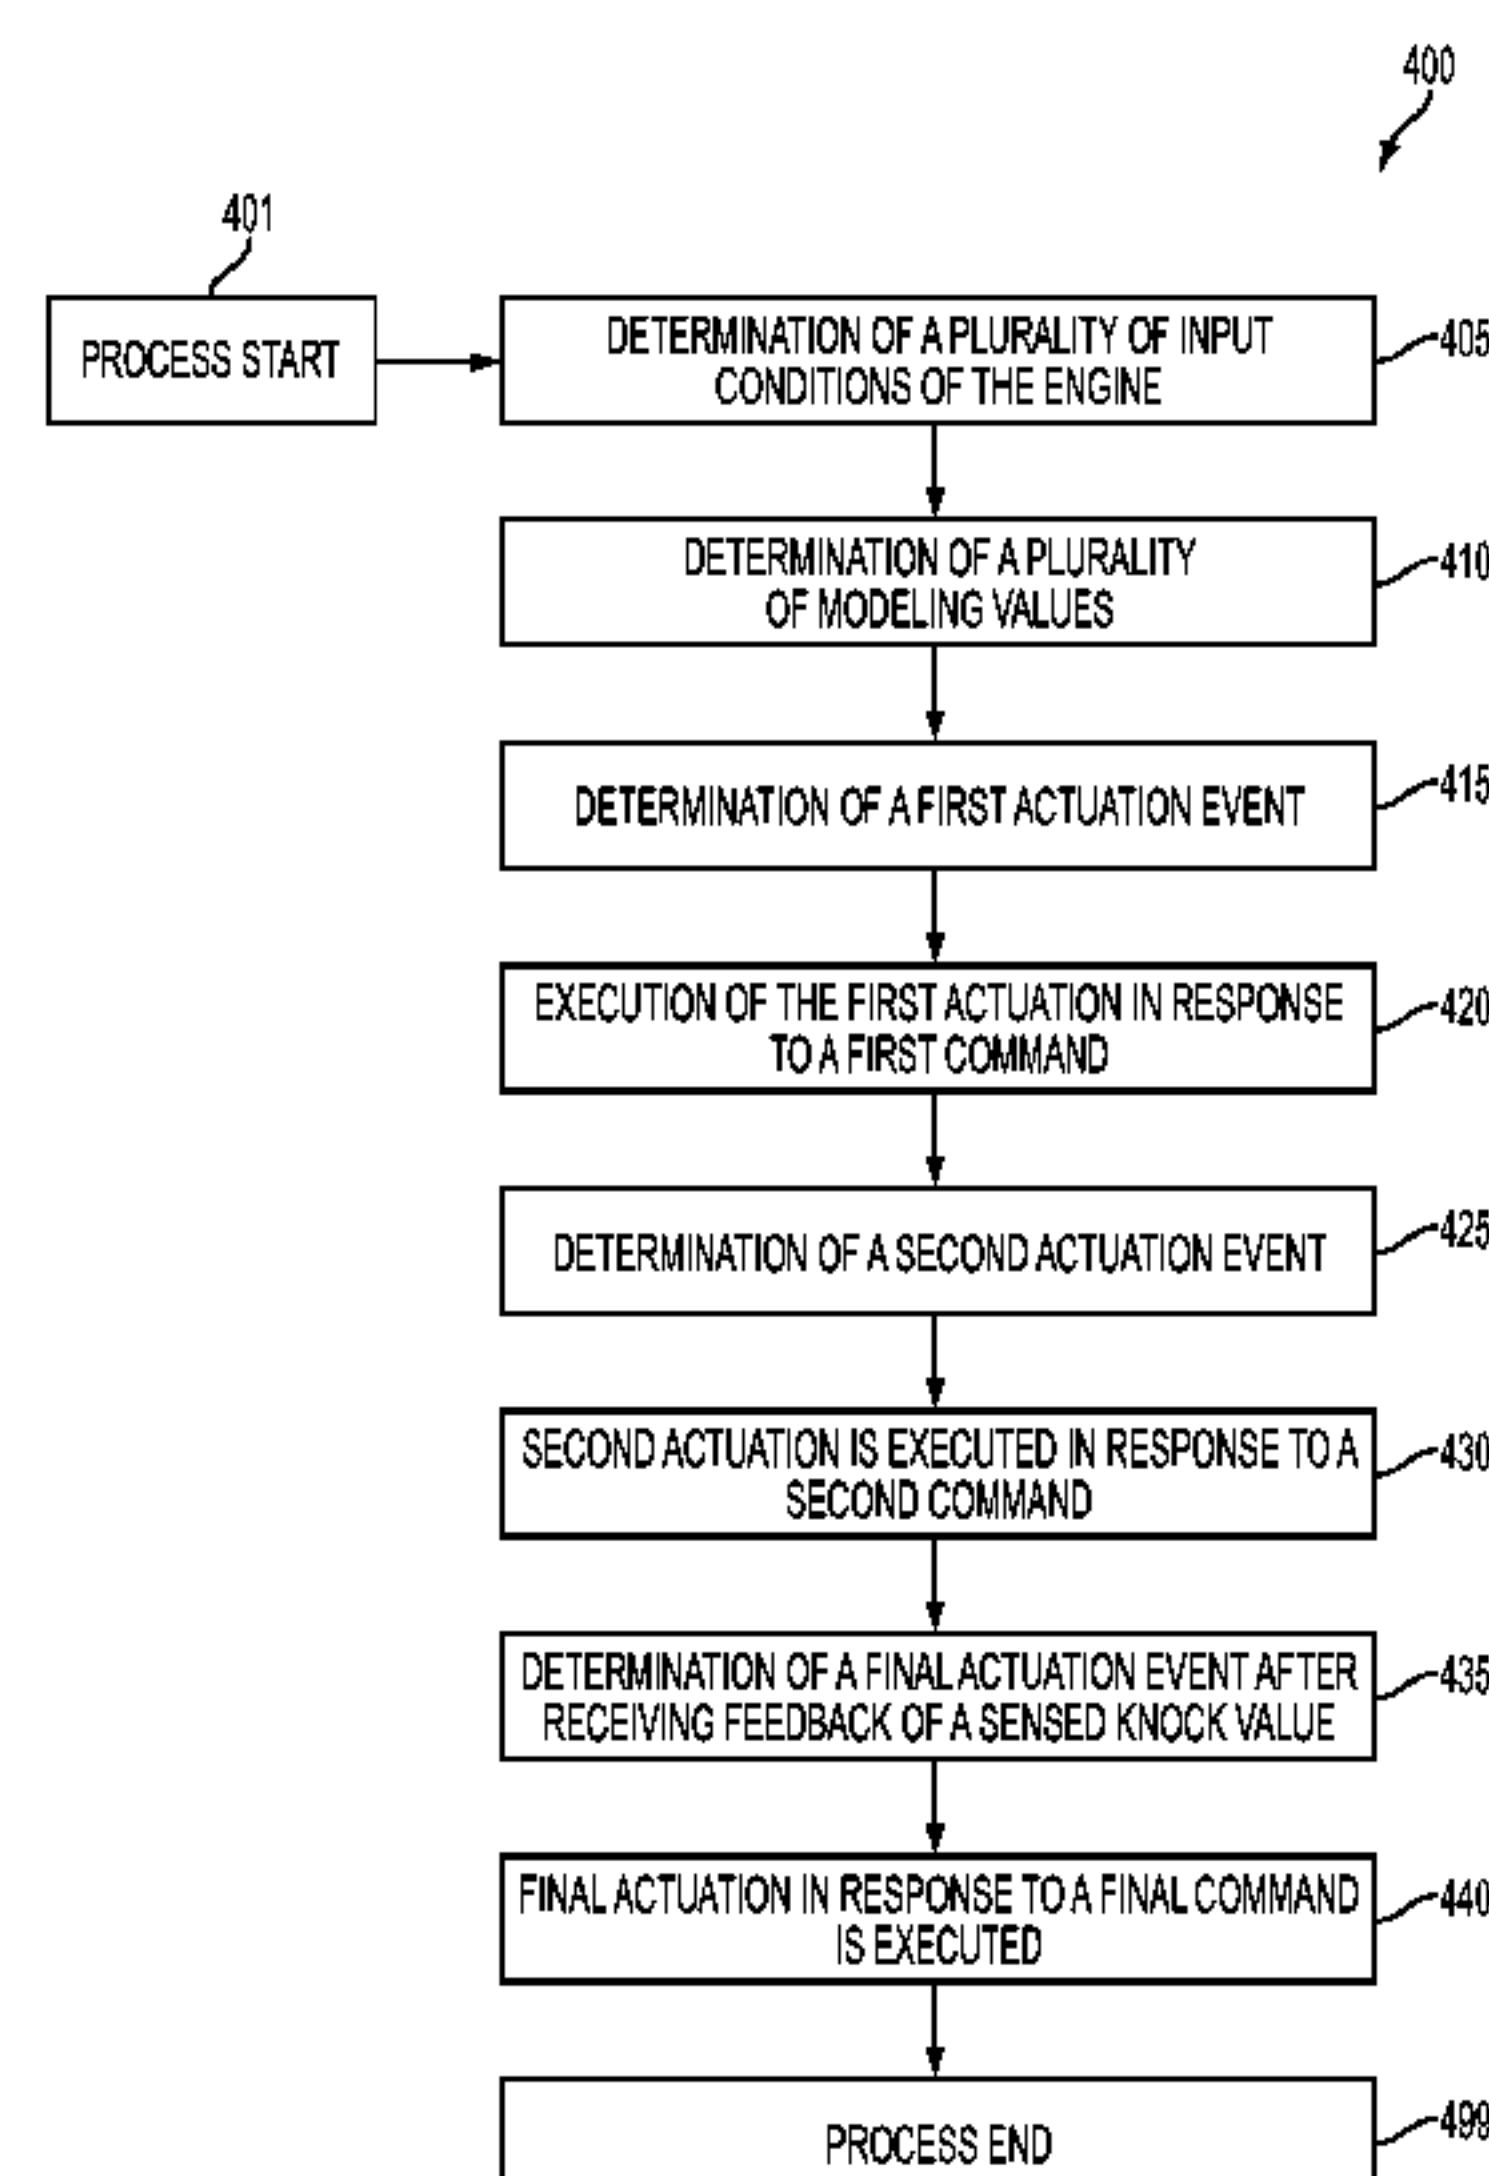 400
401
PROCESS START
DETERMINATION OF A PLURALITY OF INPUT
CONDITIONS OF THE ENGINE
405
DETERMINATION OF A PLURALITY
OF MODELING VALUES
410
DETERMINATION OF A FIRST ACTUATION EVENT
415
EXECUTION OF THE FIRST ACTUATION IN RESPONSE
TO A FIRST COMMAND
420
DETERMINATION OF A SECOND ACTUATION EVENT
425
SECOND ACTUATION IS EXECUTED IN RESPONSE TO A
SECOND COMMAND
430
DETERMINATION OF A FINAL ACTUATION EVENT AFTER
RECEIVING FEEDBACK OF A SENSED KNOCK VALUE
435
FINAL ACTUATION IN RESPONSE TO A FINAL COMMAND
IS EXECUTED
440
PROCESS END
499